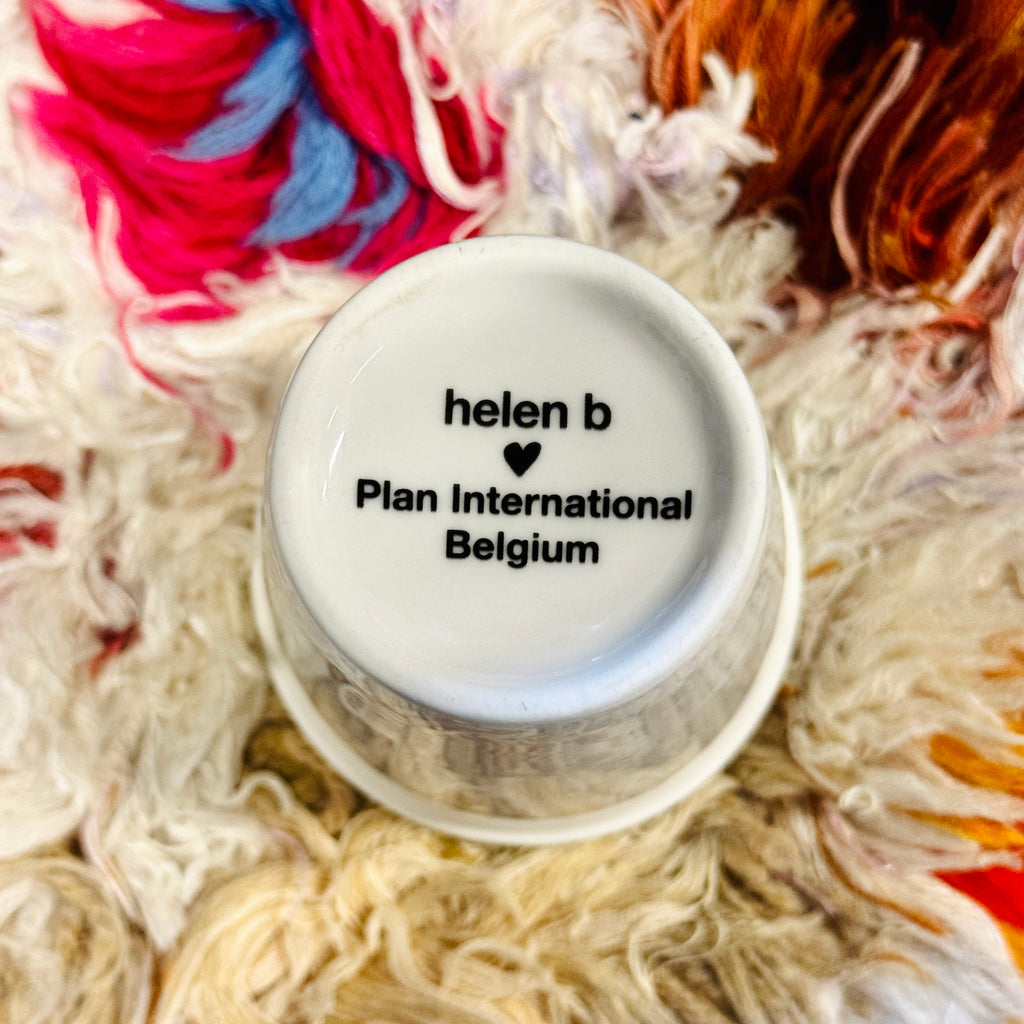 helen b
♥
Plan International
Belgium